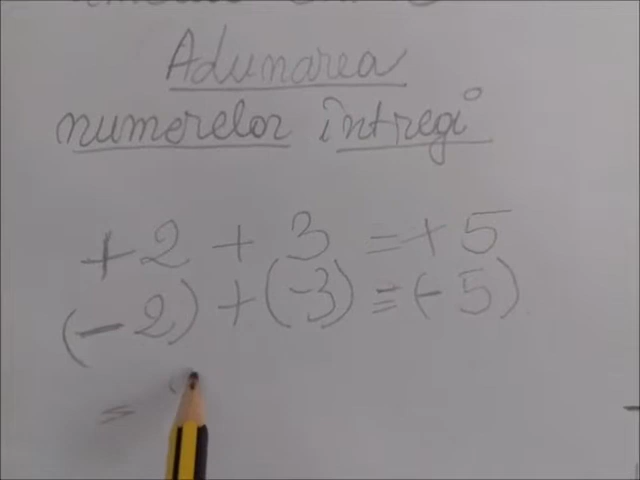 Adunarea
numerelor întregi
+2 + 3 = + 5
(-2) + (-3) = (-5)
=